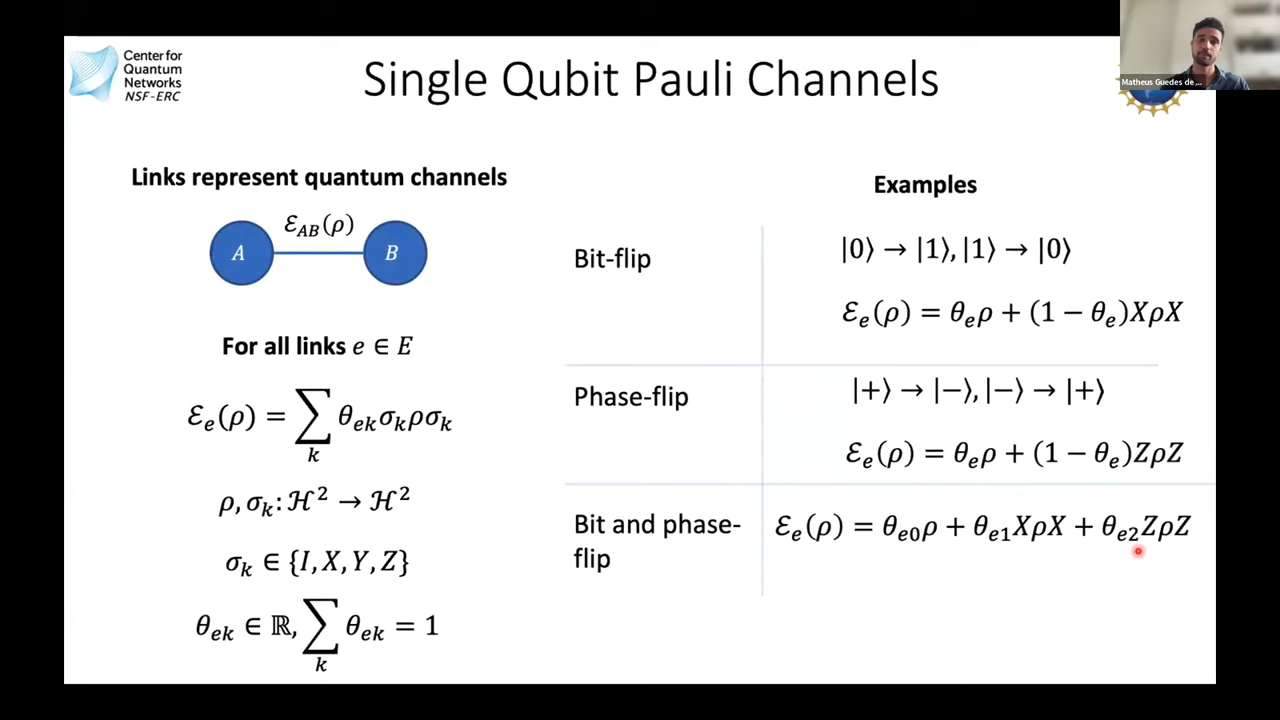 Center for
Quantum
Networks
NSF-ERC
Single Qubit Pauli Channels
Matheus Guedes de ...
Links represent quantum channels
ℰ_AB(ρ)
A
B
For all links e ∈ E
ℰ_e(ρ) = ∑_k θ_ek σ_k ρ σ_k
ρ, σ_k: ℋ² → ℋ²
σ_k ∈ {I, X, Y, Z}
θ_ek ∈ ℝ, ∑_k θ_ek = 1
Examples
Bit-flip
|0⟩ → |1⟩, |1⟩ → |0⟩
ℰ_e(ρ) = θ_e ρ + (1 − θ_e)XρX
Phase-flip
|+⟩ → |−⟩, |−⟩ → |+⟩
ℰ_e(ρ) = θ_e ρ + (1 − θ_e)ZρZ
Bit and phase-
flip
ℰ_e(ρ) = θ_e0 ρ + θ_e1 XρX + θ_e2 ZρZ